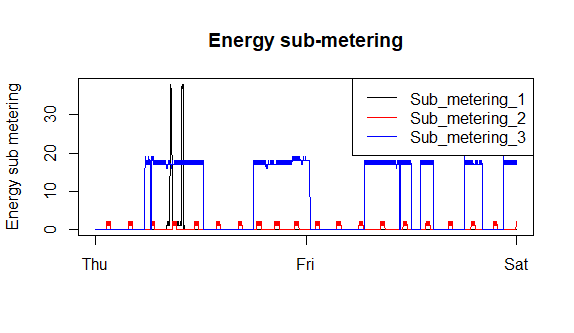 Energy sub-metering
Energy sub metering
30
20
10
0
Sub_metering_1
Sub_metering_2
Sub_metering_3
Thu Fri Sat